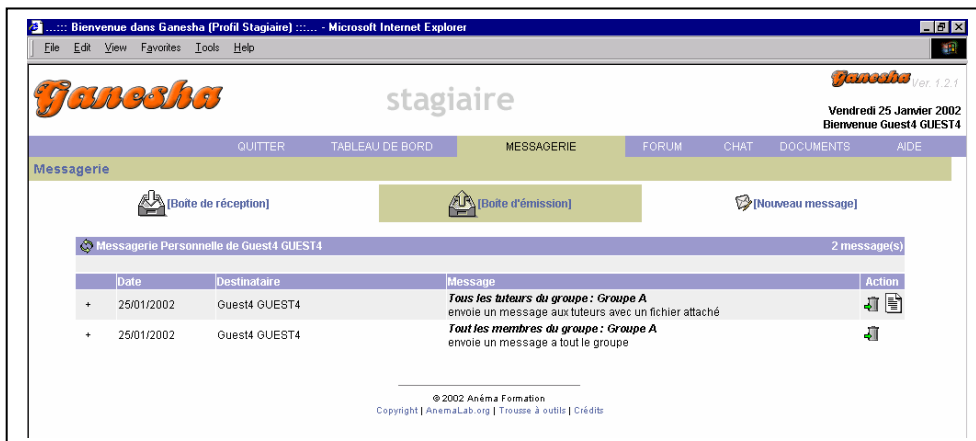 ...::: Bienvenue dans Ganesha (Profil Stagiaire) :::... - Microsoft Internet Explorer
File Edit View Favorites Tools Help
Ganesha
stagiaire
Ganesha Ver. 1.2.1
Vendredi 25 Janvier 2002
Bienvenue Guest4 GUEST4
QUITTER TABLEAU DE BORD MESSAGERIE FORUM CHAT DOCUMENTS AIDE
Messagerie
[Boîte de réception] [Boîte d'émission] [Nouveau message]
Messagerie Personnelle de Guest4 GUEST4 2 message(s)
Date Destinataire Message Action
+ 25/01/2002 Guest4 GUEST4 Tous les tuteurs du groupe : Groupe A
envoie un message aux tuteurs avec un fichier attaché
+ 25/01/2002 Guest4 GUEST4 Tout les membres du groupe : Groupe A
envoie un message a tout le groupe
© 2002 Anéma Formation
Copyright | AnemaLab.org | Trousse à outils | Crédits